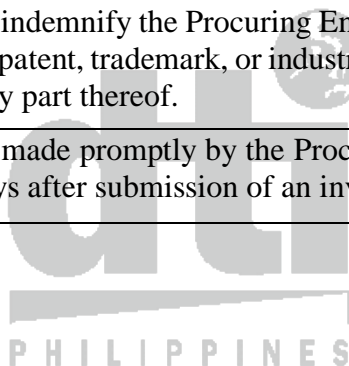 indemnify the Procuring En
patent, trademark, or industr
y part thereof.
made promptly by the Proc
ys after submission of an inv
dti
PHILIPPINES